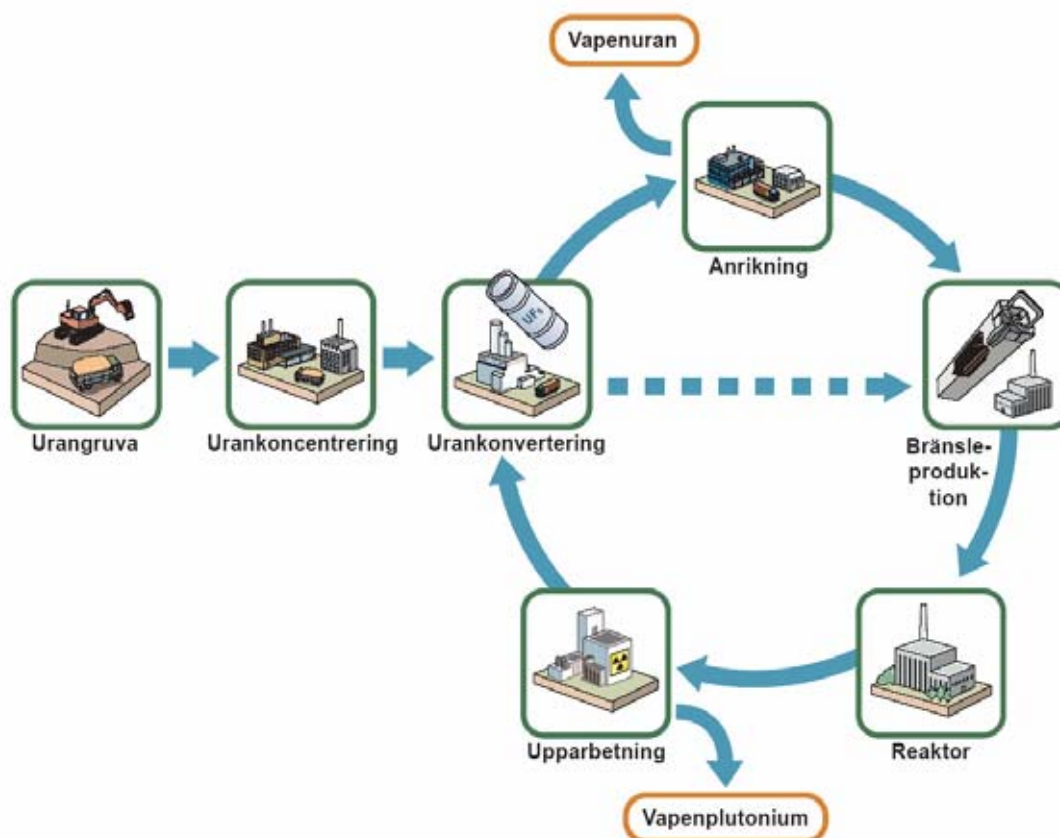 Vapenuran
Anrikning
UF₆
Urangruva
Urankoncentrering
Urankonvertering
Bränsle-
produk-
tion
Upparbetning
Reaktor
Vapenplutonium